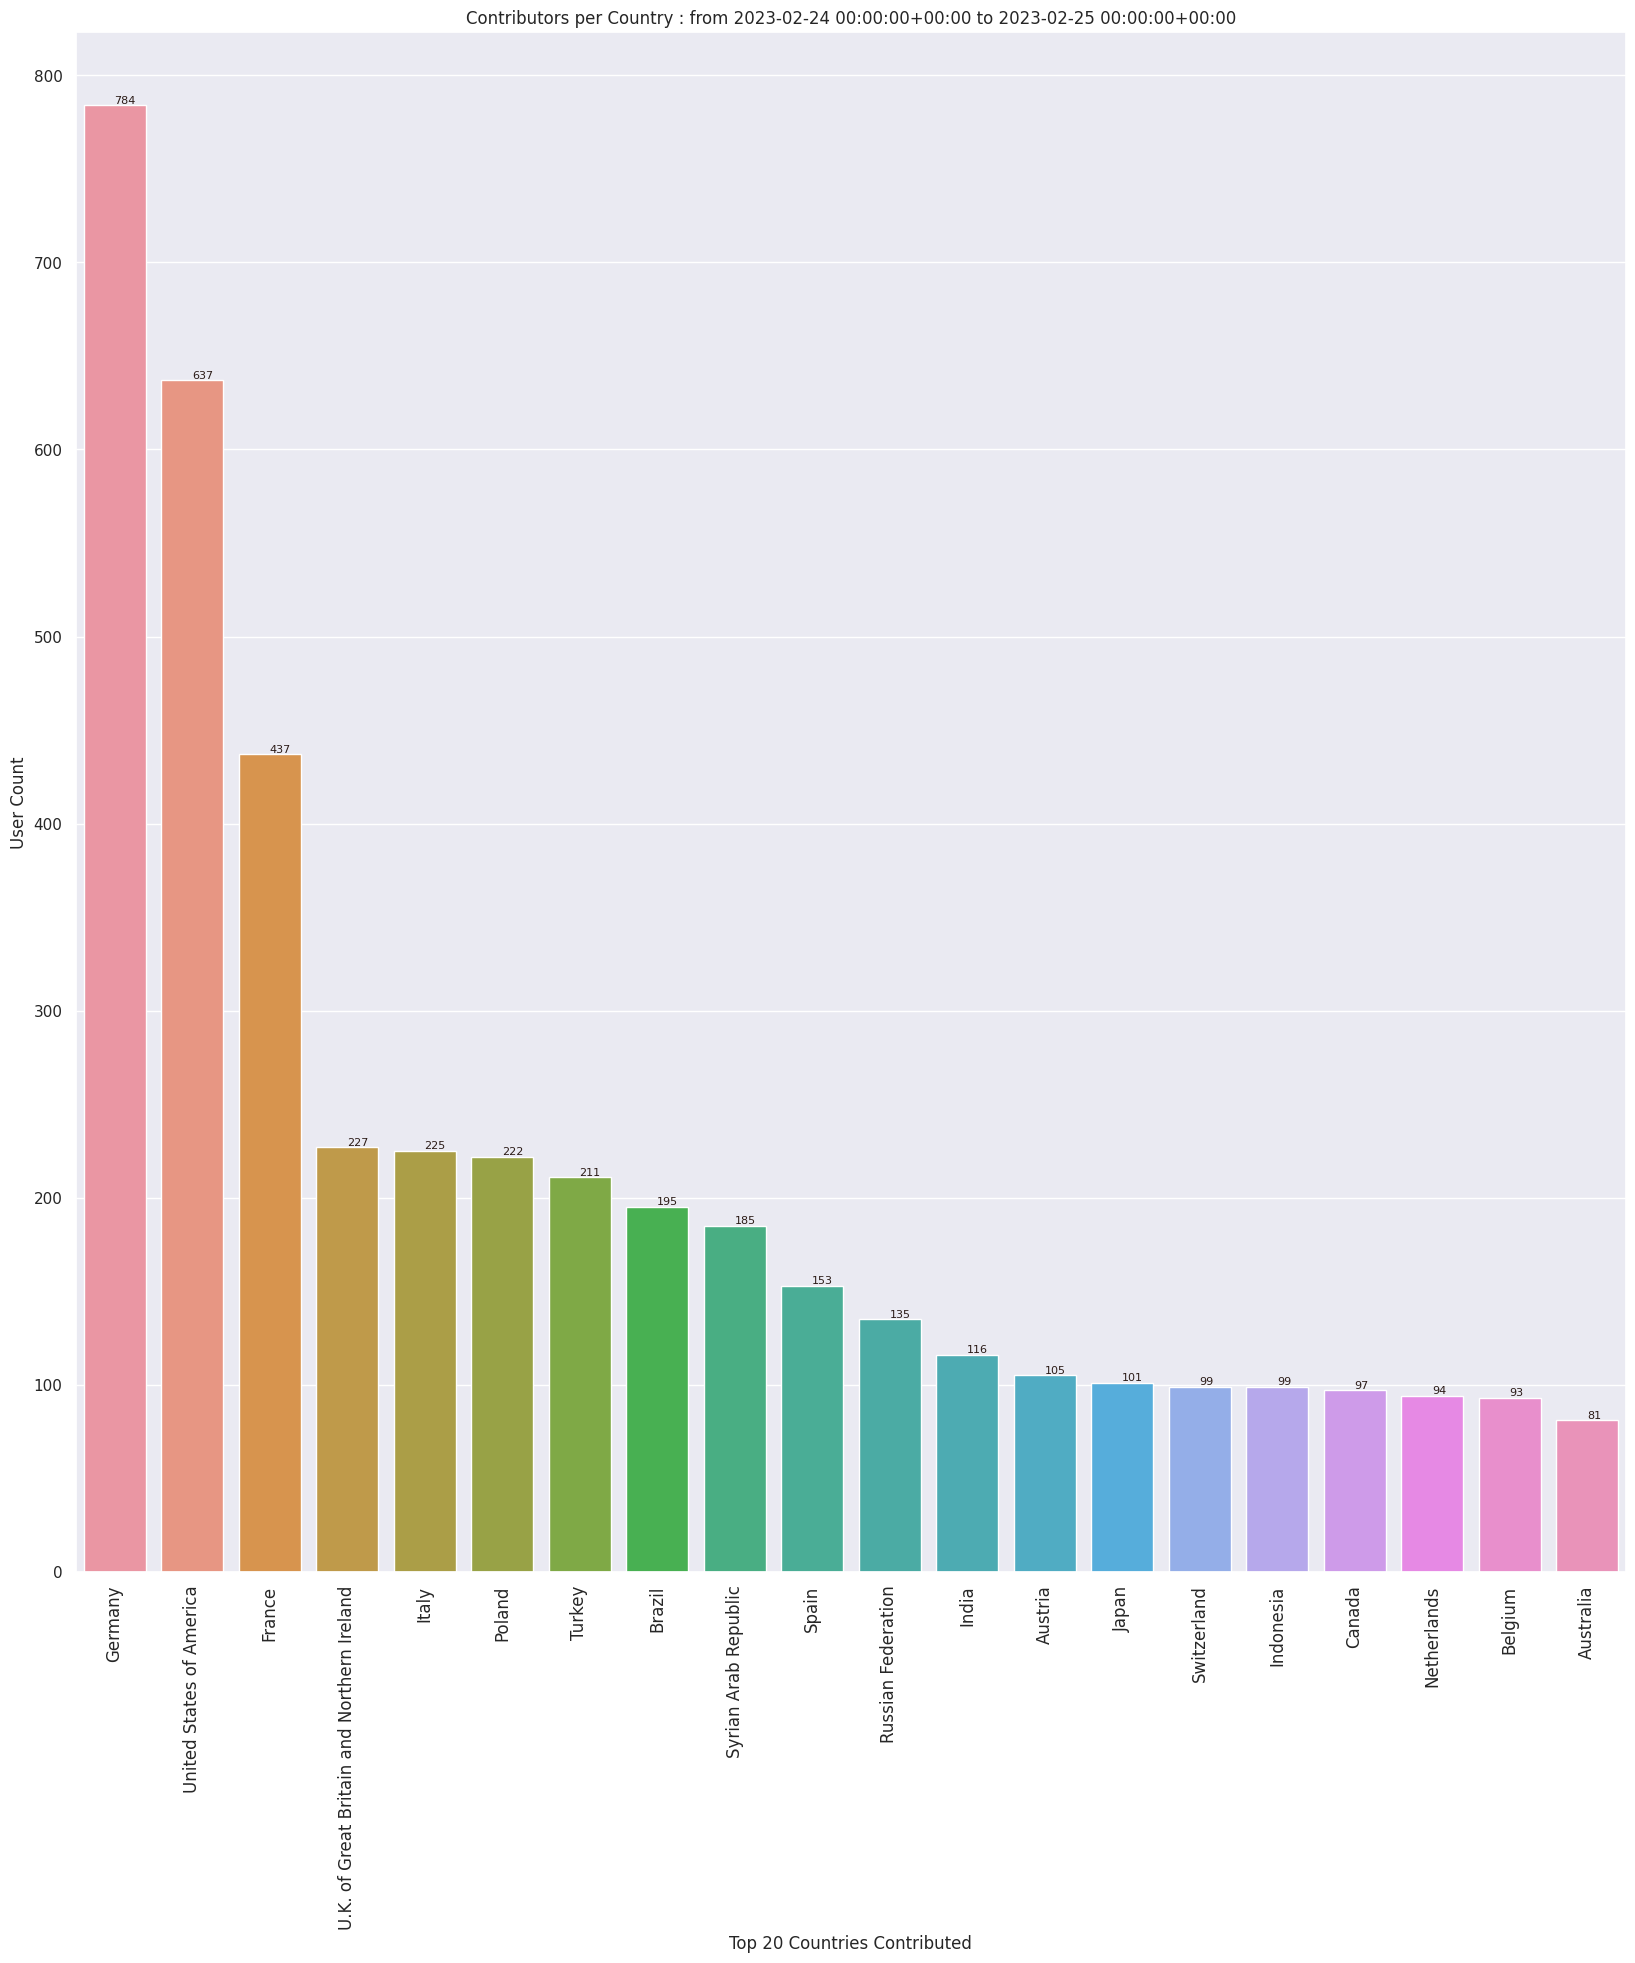 Contributors per Country : from 2023-02-24 00:00:00+00:00 to 2023-02-25 00:00:00+00:00
User Count
800
700
600
500
400
300
200
100
0
784
637
437
227
225
222
211
195
185
153
135
116
105
101
99
99
97
94
93
81
Germany
United States of America
France
U.K. of Great Britain and Northern Ireland
Italy
Poland
Turkey
Brazil
Syrian Arab Republic
Spain
Russian Federation
India
Austria
Japan
Switzerland
Indonesia
Canada
Netherlands
Belgium
Australia
Top 20 Countries Contributed